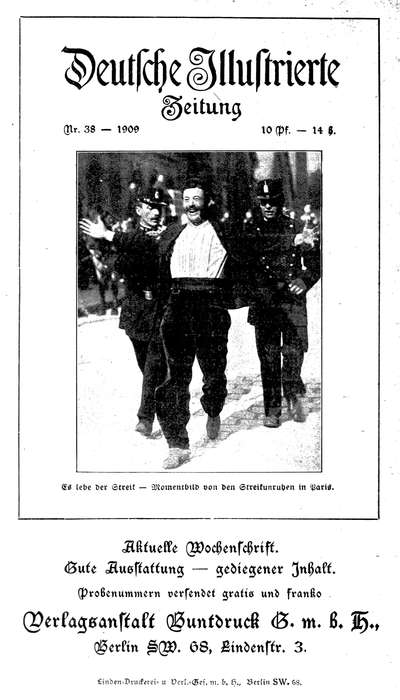 Deutsche Illustrierte
Zeitung
Nr. 38 — 1909 10 Pf. — 14 h.
Es lebe der Streik — Momentbild von den Streikunruhen in Paris.
Aktuelle Wochenschrift.
Gute Ausstattung — gediegener Inhalt.
Probenummern versendet gratis und franko
Verlagsanstalt Buntdruck G. m. b. H.,
Berlin SW. 68, Lindenstr. 3.
Linden-Druckerei- u Verl.-Ges. m. b. H., Berlin SW. 68.